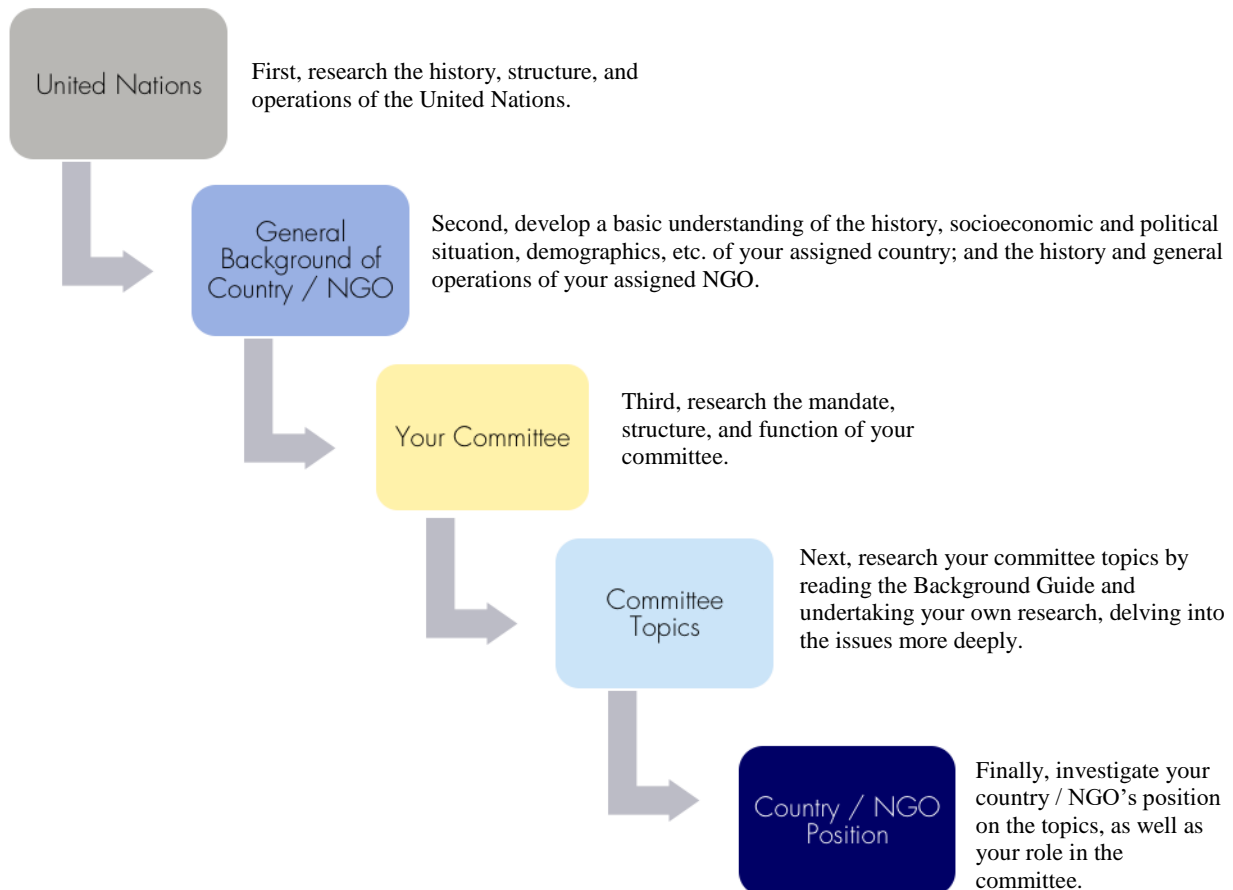 United Nations
First, research the history, structure, and
operations of the United Nations.
General
Background of
Country / NGO
Second, develop a basic understanding of the history, socioeconomic and political
situation, demographics, etc. of your assigned country; and the history and general
operations of your assigned NGO.
Your Committee
Third, research the mandate,
structure, and function of your
committee.
Committee
Topics
Next, research your committee topics by
reading the Background Guide and
undertaking your own research, delving into
the issues more deeply.
Country / NGO
Position
Finally, investigate your
country / NGO’s position
on the topics, as well as
your role in the
committee.